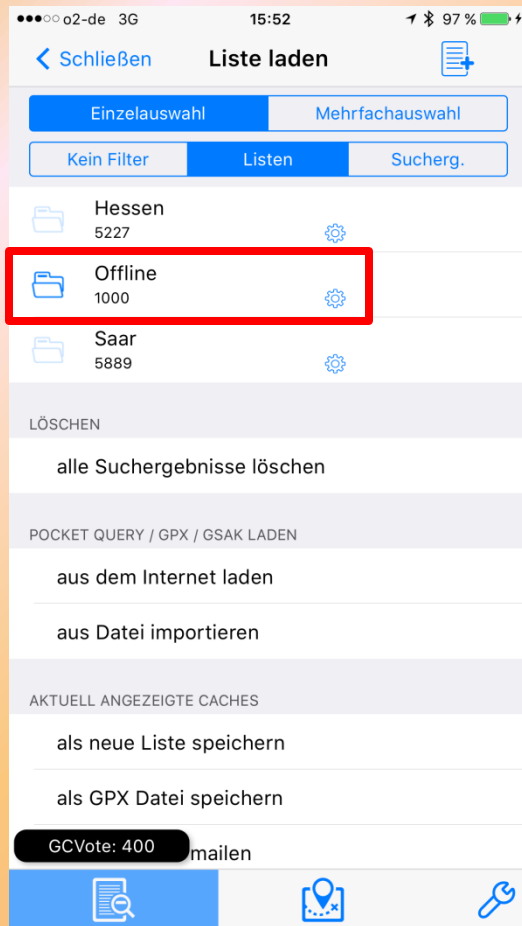 o2-de 3G 15:52 97 %
Schließen Liste laden
Einzelauswahl Mehrfachauswahl
Kein Filter Listen Sucherg.
Hessen
5227
Offline
1000
Saar
5889
LÖSCHEN
alle Suchergebnisse löschen
POCKET QUERY / GPX / GSAK LADEN
aus dem Internet laden
aus Datei importieren
AKTUELL ANGEZEIGTE CACHES
als neue Liste speichern
als GPX Datei speichern
GCVote: 400 mailen